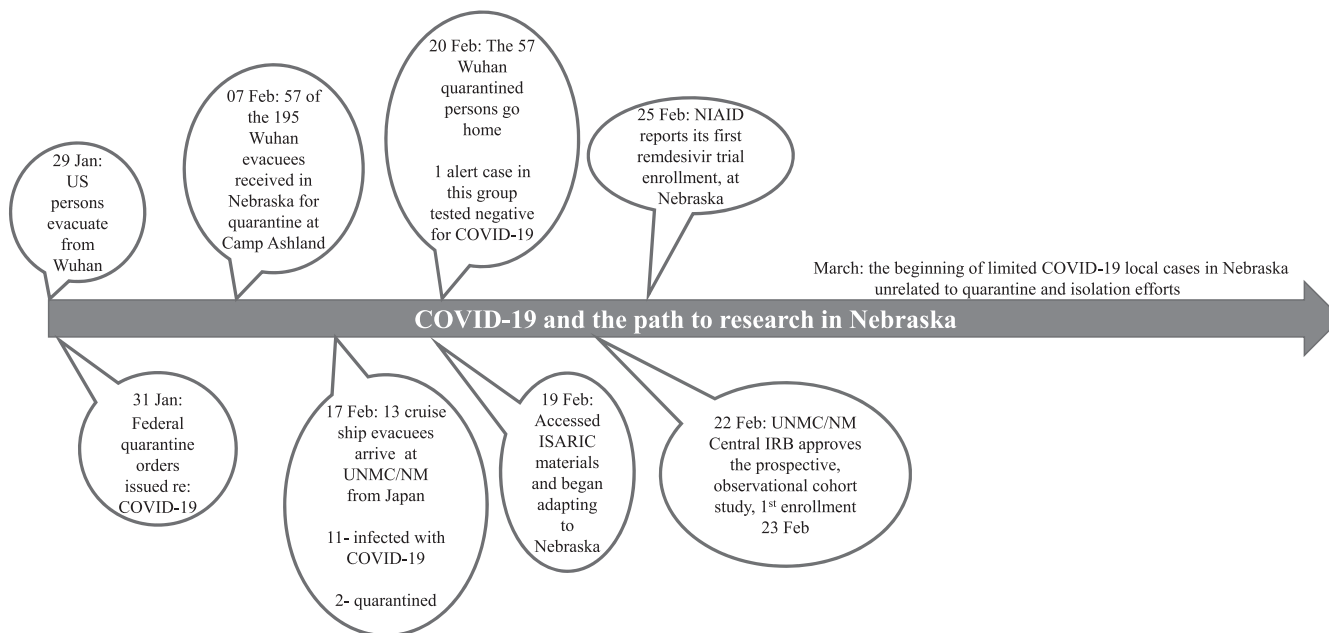 29 Jan:
US
persons
evacuate
from
Wuhan
07 Feb: 57 of
the 195
Wuhan
evacuees
received in
Nebraska for
quarantine at
Camp Ashland
20 Feb: The 57
Wuhan
quarantined
persons go
home
1 alert case in
this group
tested negative
for COVID-19
25 Feb: NIAID
reports its first
remdesivir trial
enrollment, at
Nebraska
March: the beginning of limited COVID-19 local cases in Nebraska
unrelated to quarantine and isolation efforts
COVID-19 and the path to research in Nebraska
31 Jan:
Federal
quarantine
orders
issued re:
COVID-19
17 Feb: 13 cruise
ship evacuees
arrive at
UNMC/NM
from Japan
11- infected with
COVID-19
2- quarantined
19 Feb:
Accessed
ISARIC
materials
and began
adapting
to
Nebraska
22 Feb: UNMC/NM
Central IRB approves
the prospective,
observational cohort
study, 1st enrollment
23 Feb